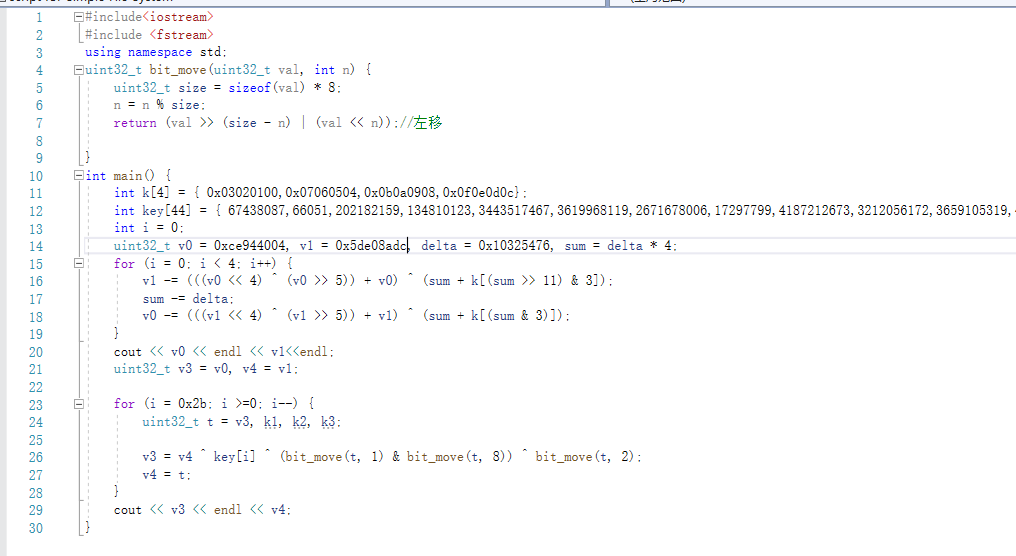 1 #include<iostream>
2 #include <fstream>
3 using namespace std;
4 uint32_t bit_move(uint32_t val, int n) {
5 uint32_t size = sizeof(val) * 8;
6 n = n % size;
7 return (val >> (size - n) | (val << n));//左移
8
9 }
10 int main() {
11 int k[4] = { 0x03020100,0x07060504,0x0b0a0908,0x0f0e0d0c};
12 int key[44] = { 67438087,66051,202182159,134810123,3443517467,3619968119,2671678006,17297799,4187212673,3212056172,3659105319,
13 int i = 0;
14 uint32_t v0 = 0xce944004, v1 = 0x5de08adc, delta = 0x10325476, sum = delta * 4;
15 for (i = 0; i < 4; i++) {
16 v1 -= (((v0 << 4) ^ (v0 >> 5)) + v0) ^ (sum + k[(sum >> 11) & 3]);
17 sum -= delta;
18 v0 -= (((v1 << 4) ^ (v1 >> 5)) + v1) ^ (sum + k[(sum & 3)]);
19 }
20 cout << v0 << endl << v1<<endl;
21 uint32_t v3 = v0, v4 = v1;
22
23 for (i = 0x2b; i >=0; i--) {
24 uint32_t t = v3, k1, k2, k3;
25
26 v3 = v4 ^ key[i] ^ (bit_move(t, 1) & bit_move(t, 8)) ^ bit_move(t, 2);
27 v4 = t;
28 }
29 cout << v3 << endl << v4;
30 }